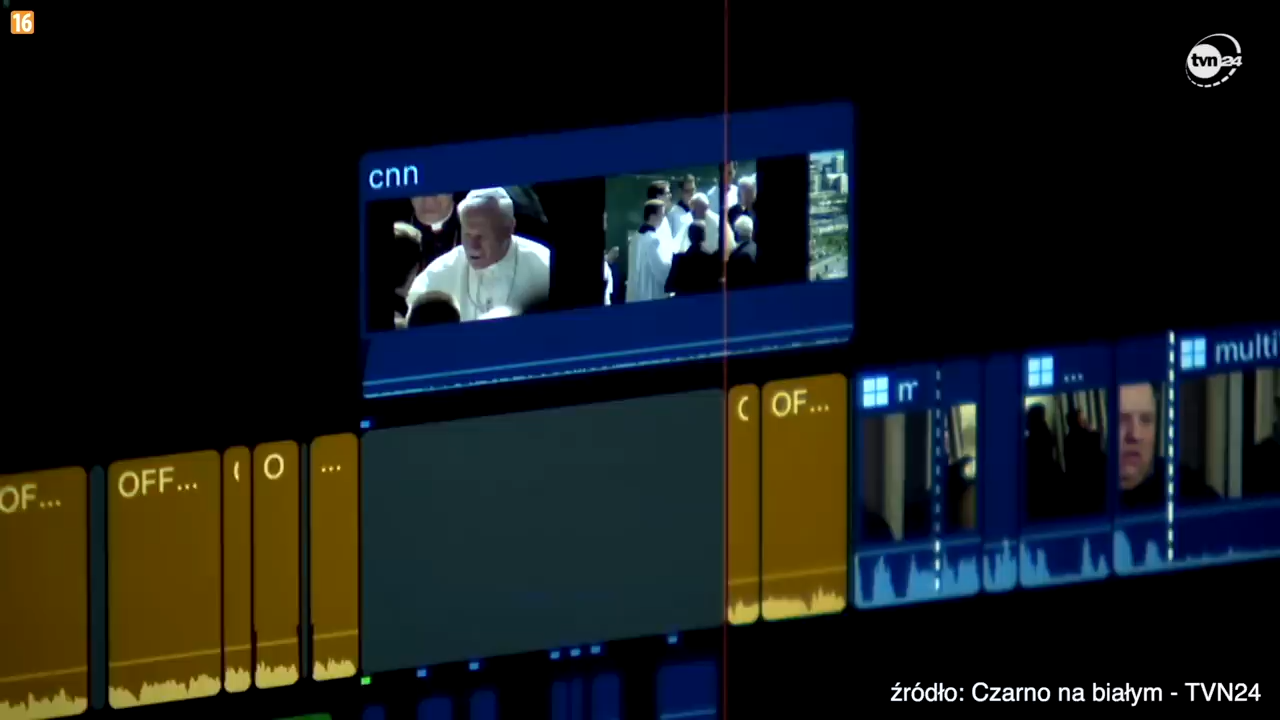 16
tvn24
cnn
OF...
OFF...
O
...
OF...
m
...
multi
źródło: Czarno na białym - TVN24